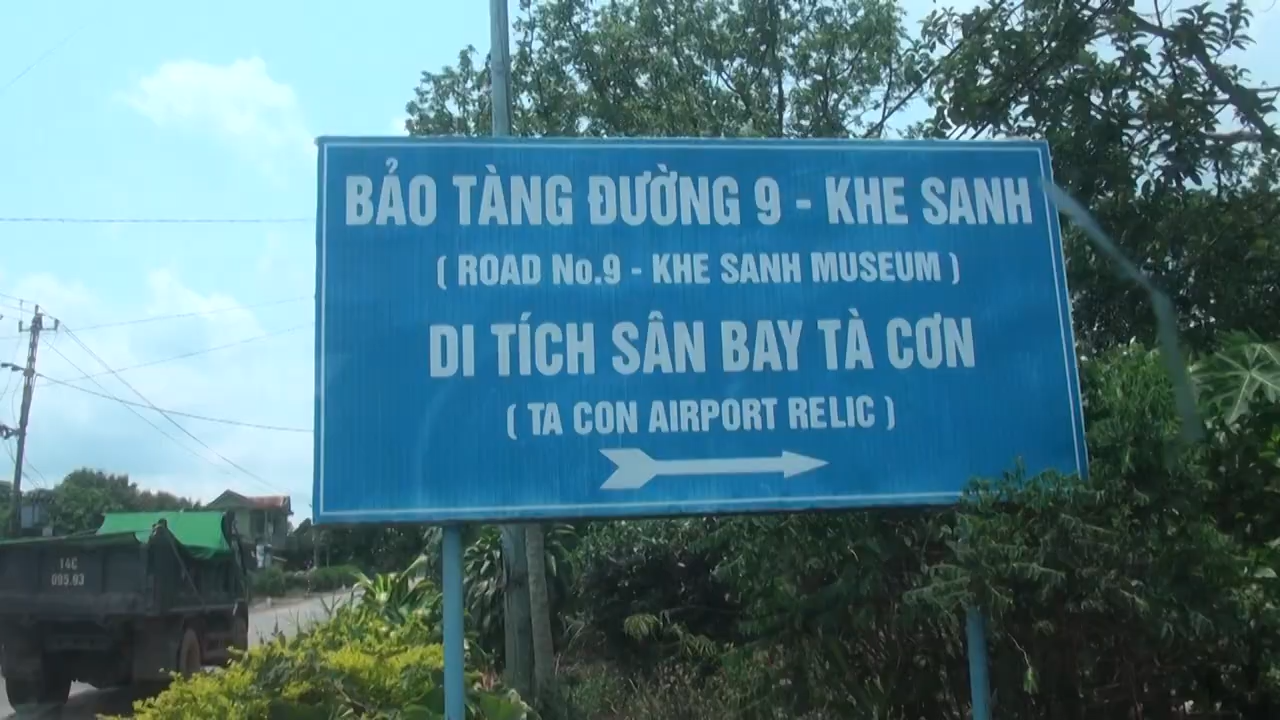 BẢO TÀNG ĐƯỜNG 9 - KHE SANH
( ROAD No.9 - KHE SANH MUSEUM )
DI TÍCH SÂN BAY TÀ CƠN
( TA CON AIRPORT RELIC )
14C
095.93